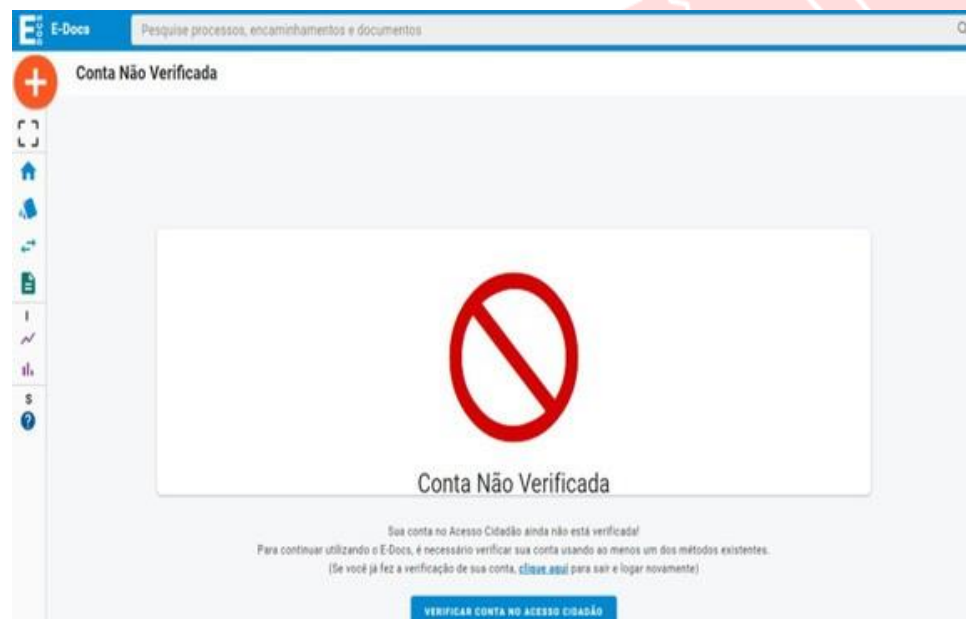 E DOCS E-Docs Pesquise processos, encaminhamentos e documentos
Conta Não Verificada
I
S
?
Conta Não Verificada
Sua conta no Acesso Cidadão ainda não está verificada!
Para continuar utilizando o E-Docs, é necessário verificar sua conta usando ao menos um dos métodos existentes.
(Se você já fez a verificação de sua conta, clique aqui para sair e logar novamente)
VERIFICAR CONTA NO ACESSO CIDADÃO